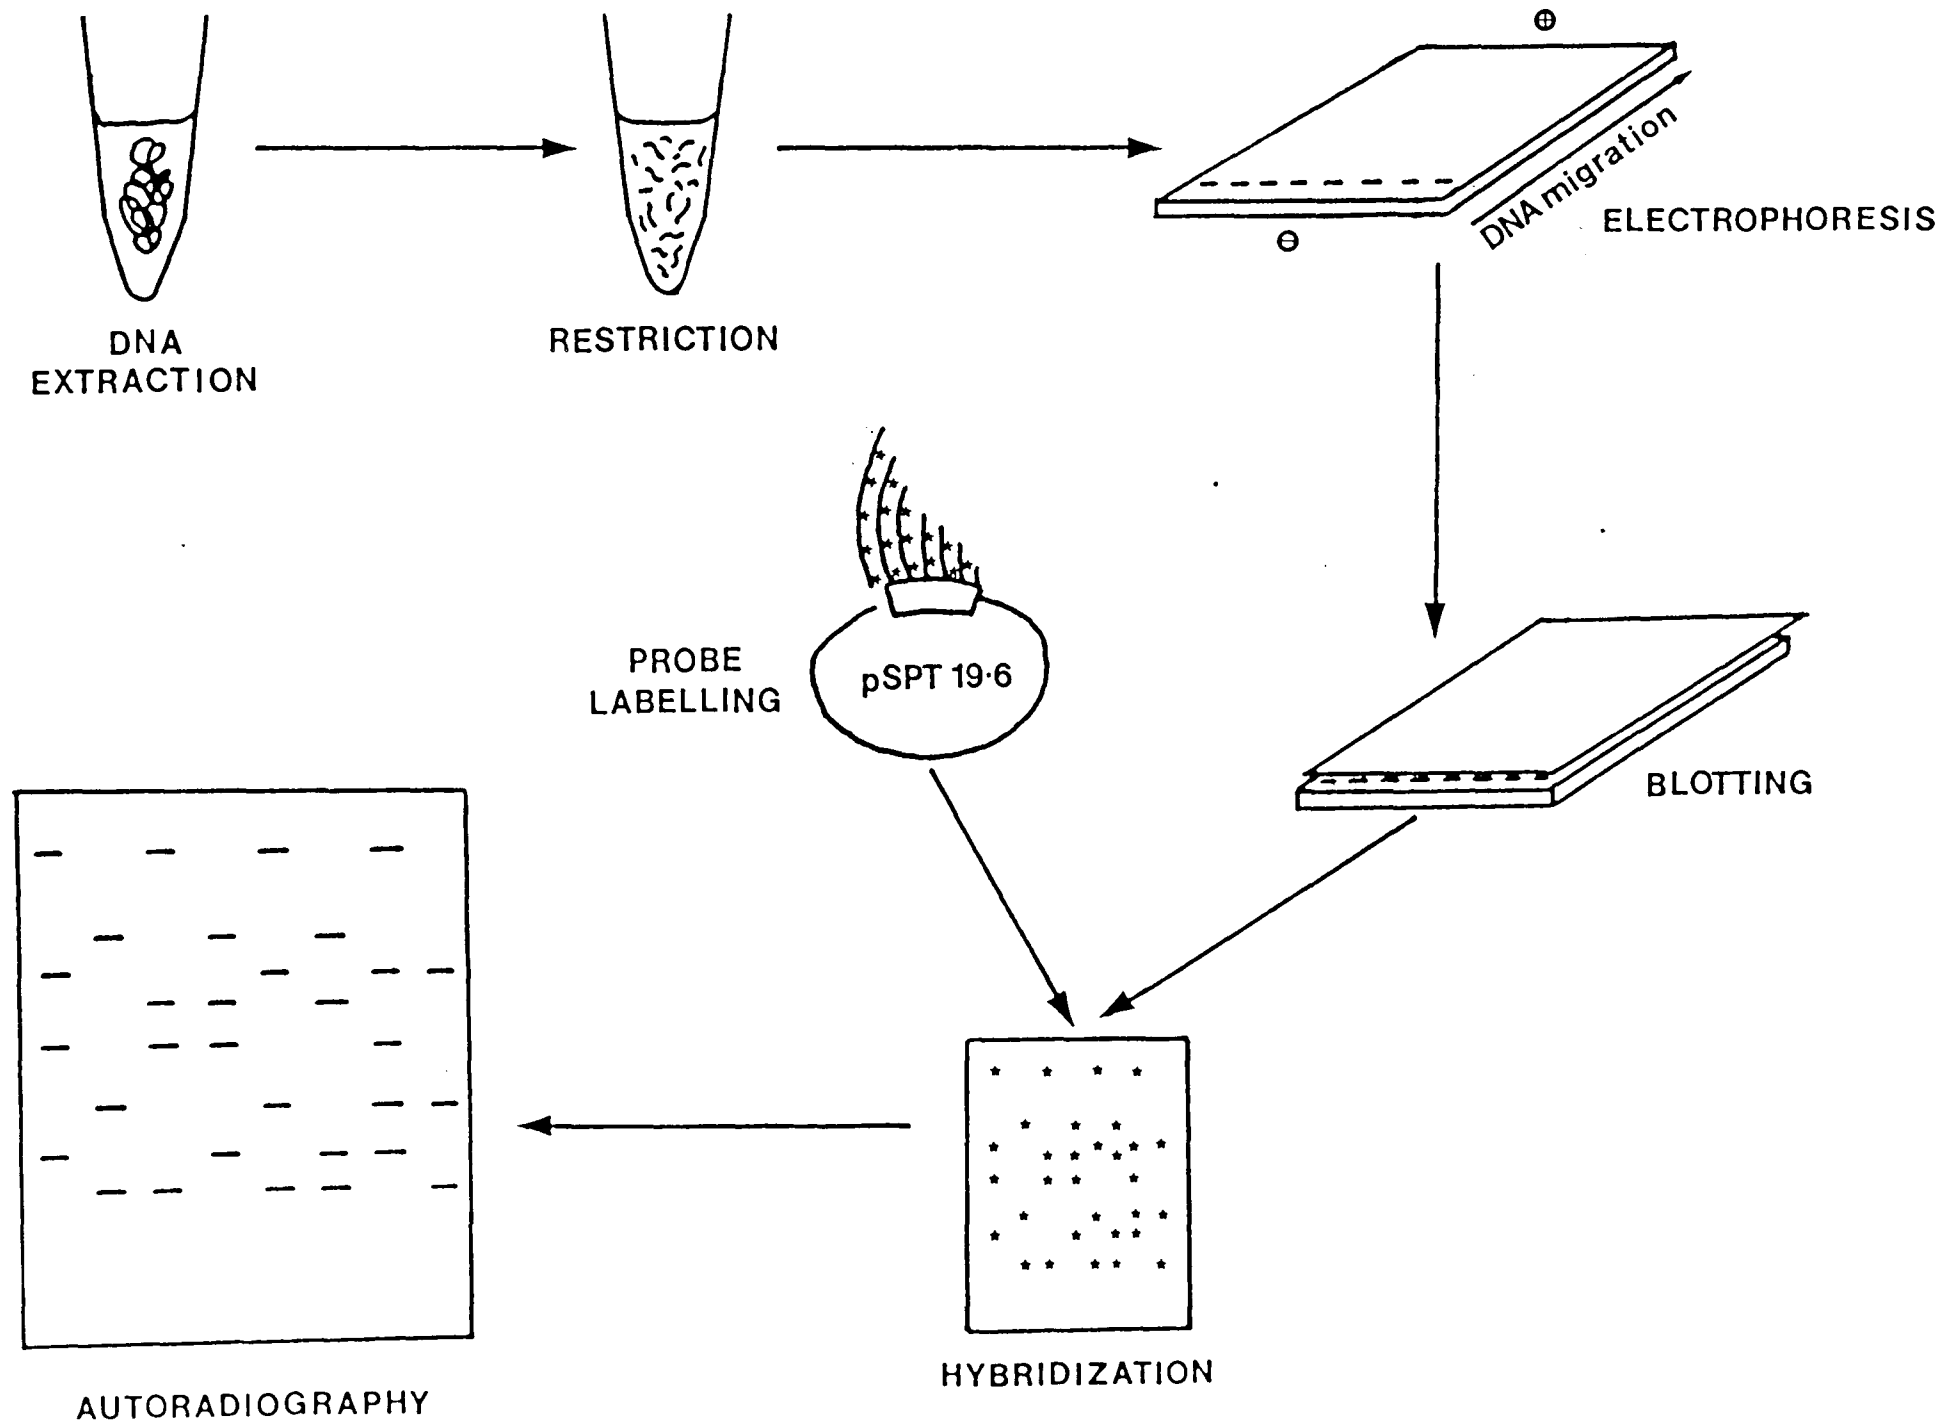 ⊕
DNA migration
ELECTROPHORESIS
⊖
DNA
EXTRACTION
RESTRICTION
PROBE
LABELLING
pSPT 19·6
BLOTTING
HYBRIDIZATION
AUTORADIOGRAPHY